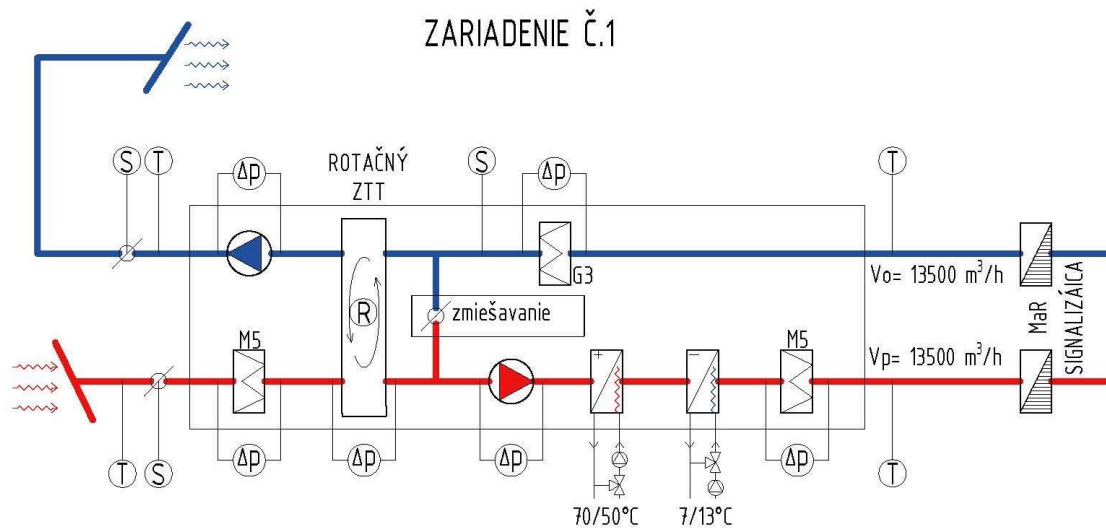 ZARIADENIE Č.1
S
T
Δp
ROTAČNÝ
ZTT
S
Δp
T
G3
Vo= 13500 m³/h
R
zmiešavanie
MaR
SIGNALIZÁICA
M5
+
−
M5
Vp= 13500 m³/h
T
S
Δp
Δp
Δp
Δp
T
70/50°C
7/13°C